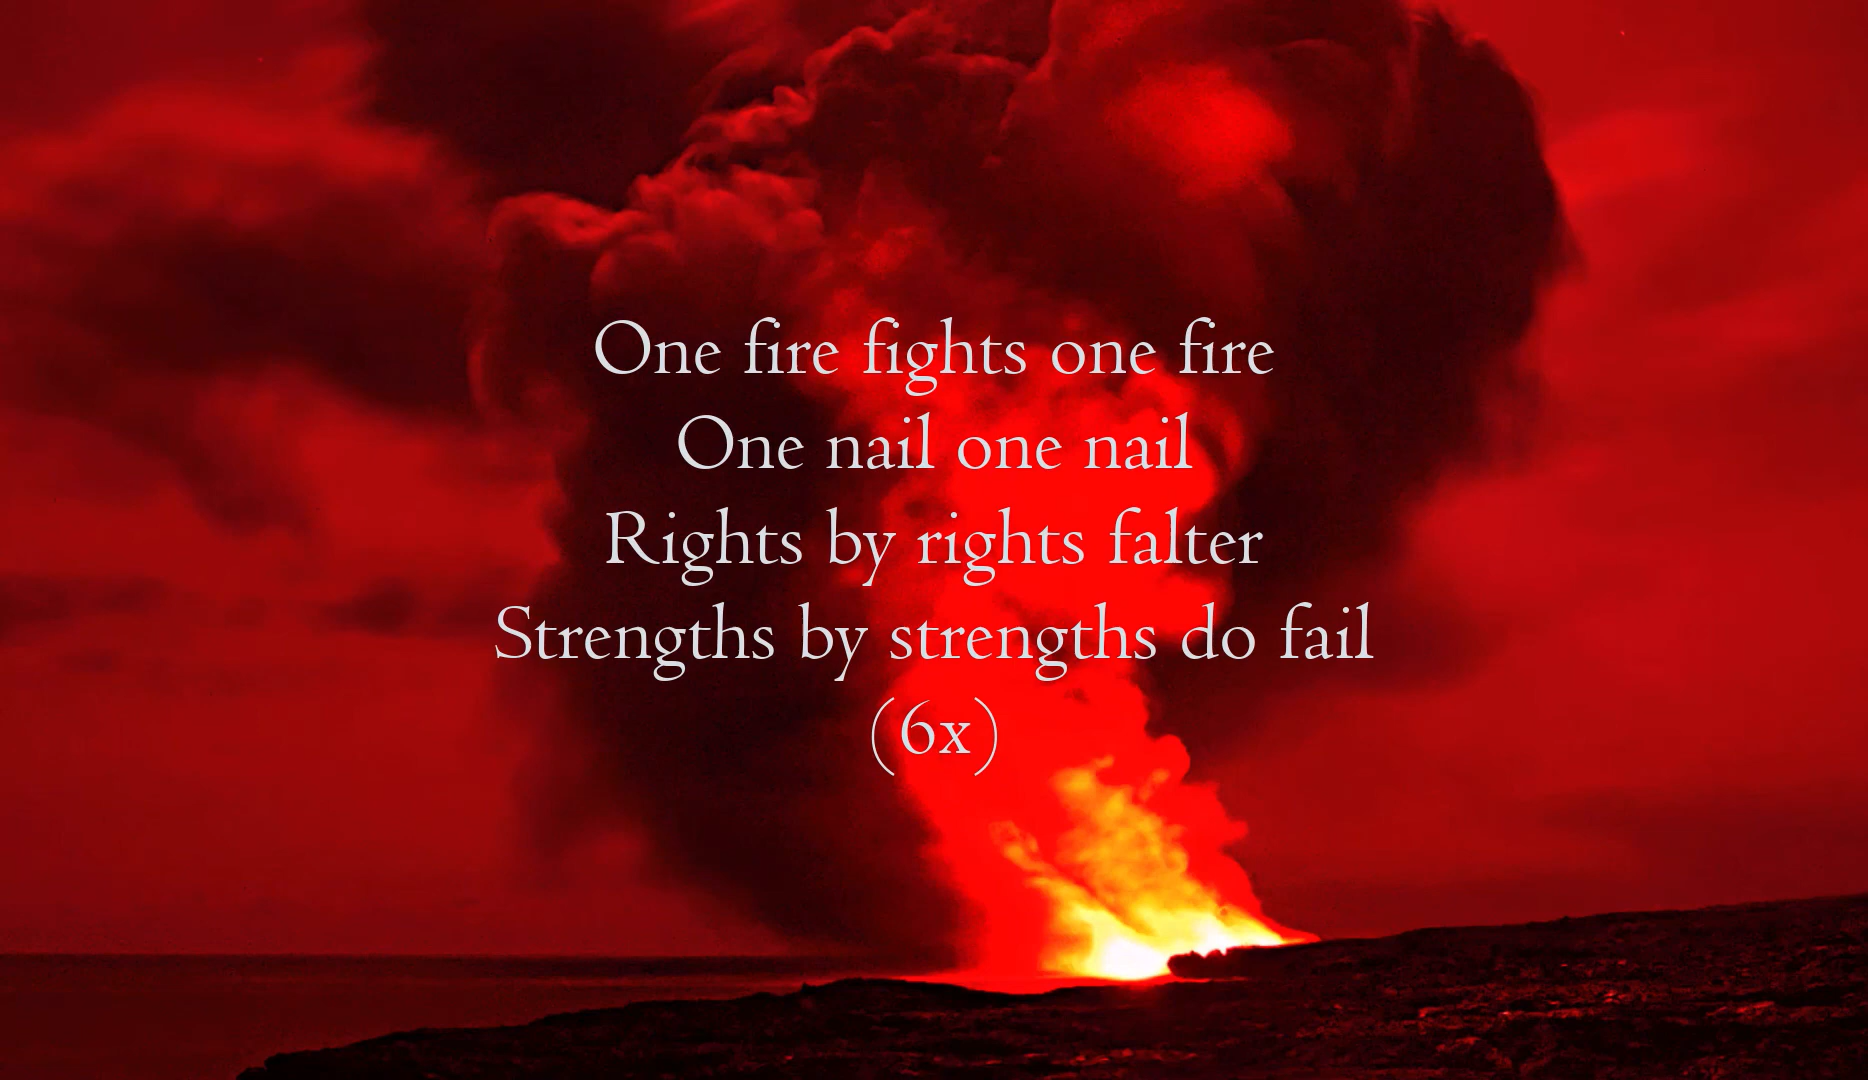 One fire fights one fire
One nail one nail
Rights by rights falter
Strengths by strengths do fail
(6x)